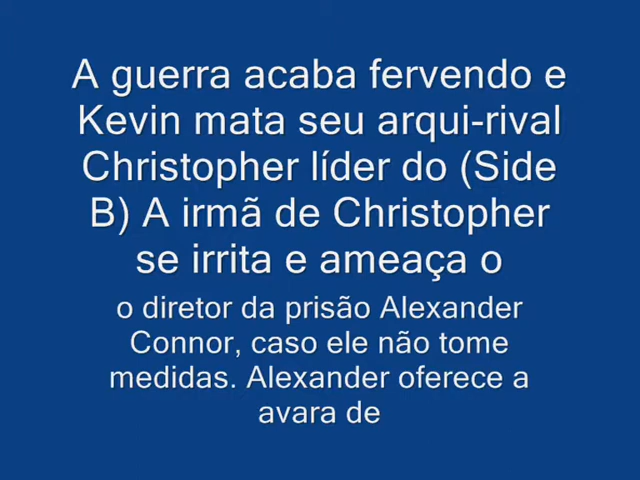 A guerra acaba fervendo e
Kevin mata seu arqui-rival
Christopher líder do (Side
B) A irmã de Christopher
se irrita e ameaça o
o diretor da prisão Alexander
Connor, caso ele não tome
medidas. Alexander oferece a
avara de